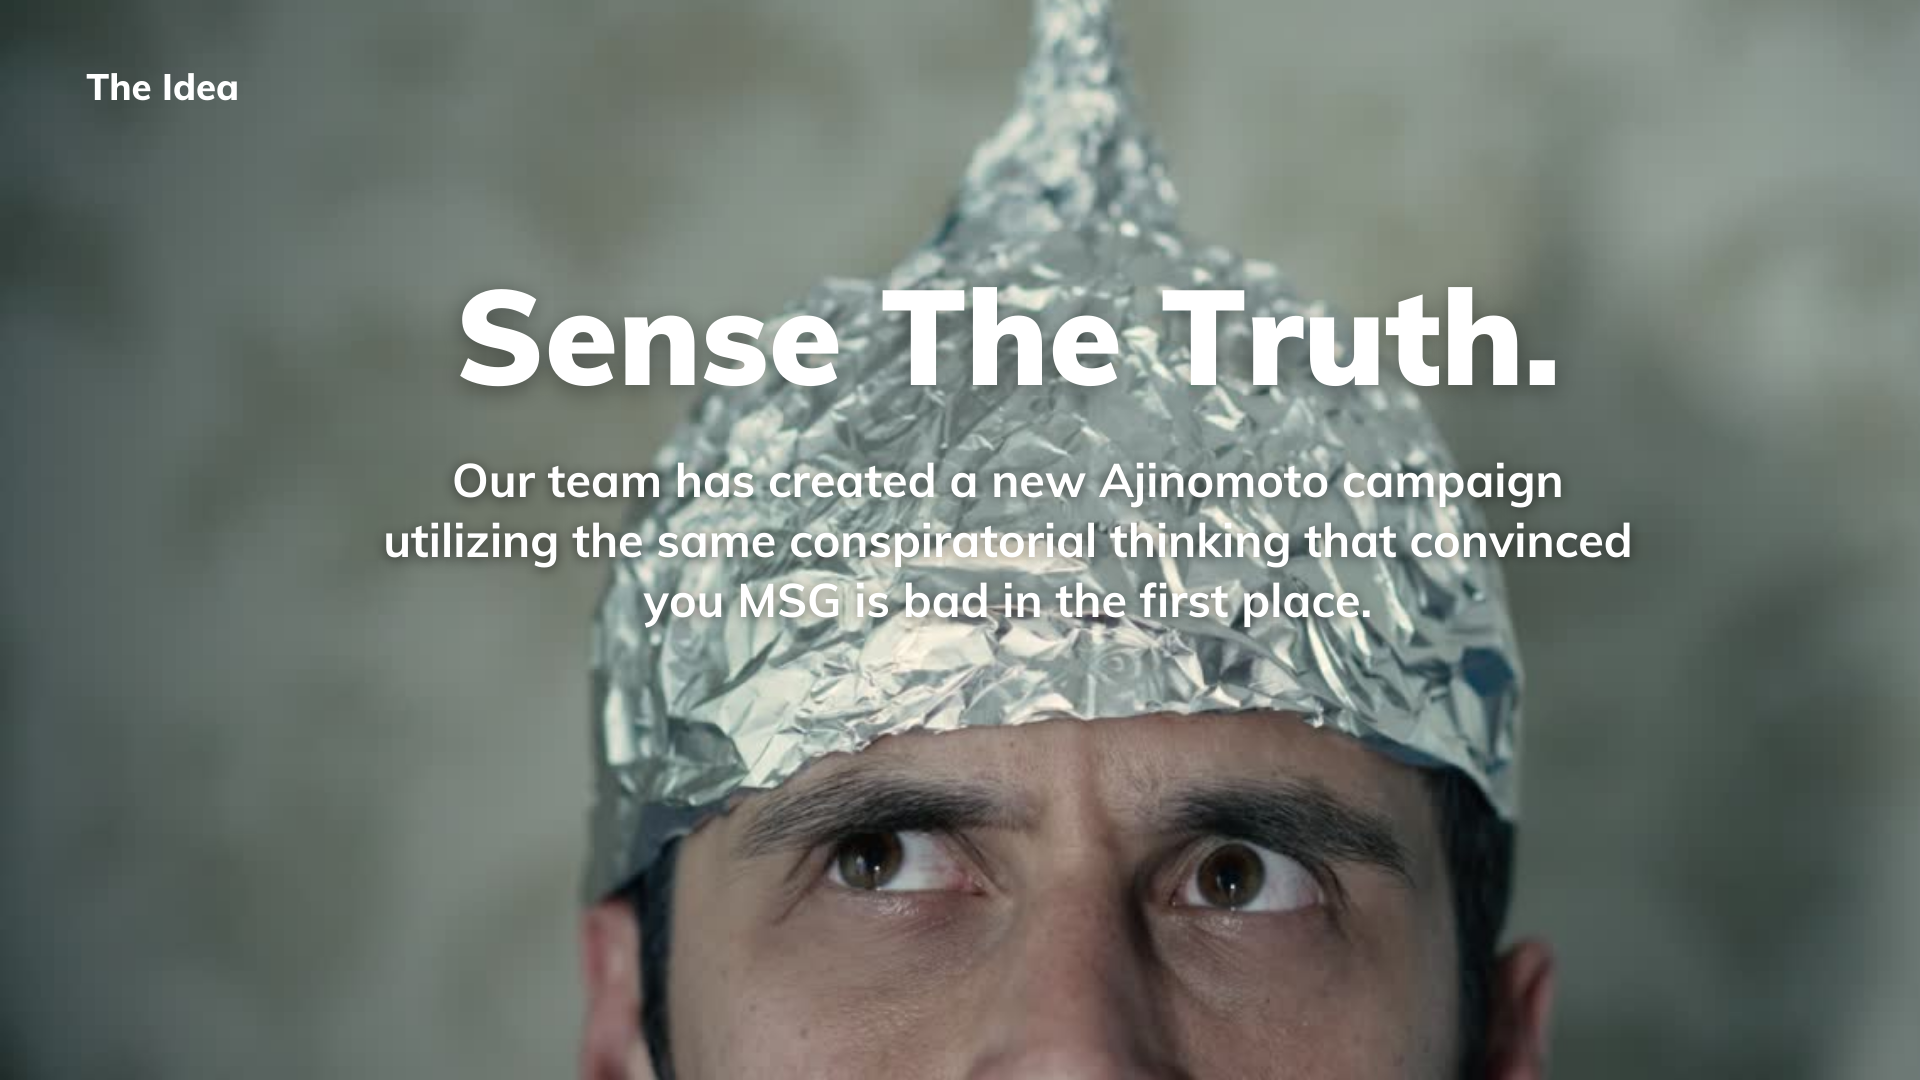 The Idea
Sense The Truth.
Our team has created a new Ajinomoto campaign
utilizing the same conspiratorial thinking that convinced
you MSG is bad in the first place.